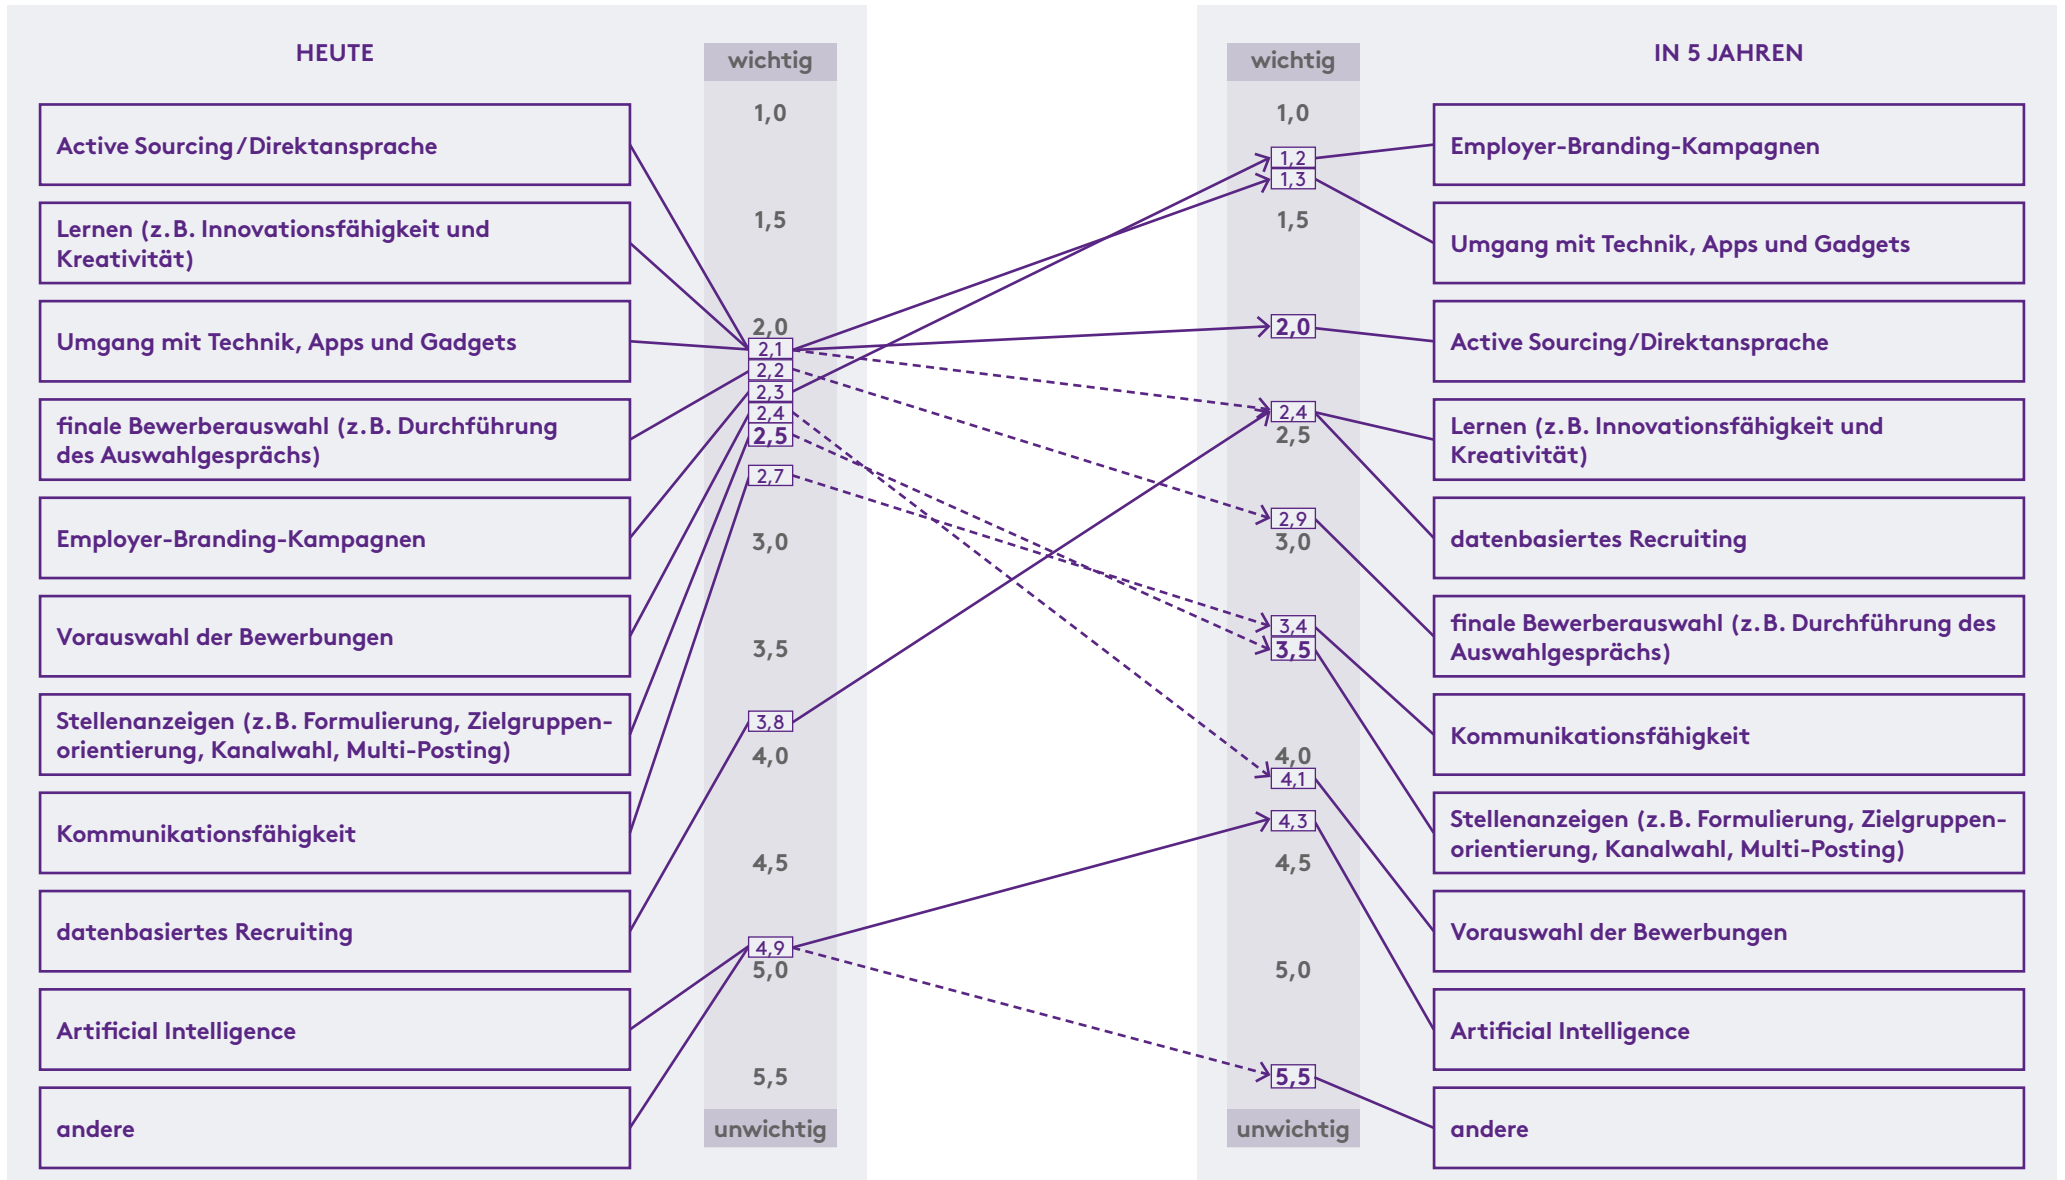 HEUTE
Active Sourcing/Direktansprache
Lernen (z.B. Innovationsfähigkeit und
Kreativität)
Umgang mit Technik, Apps und Gadgets
finale Bewerberauswahl (z.B. Durchführung
des Auswahlgesprächs)
Employer-Branding-Kampagnen
Vorauswahl der Bewerbungen
Stellenanzeigen (z.B. Formulierung, Zielgruppen-
orientierung, Kanalwahl, Multi-Posting)
Kommunikationsfähigkeit
datenbasiertes Recruiting
Artificial Intelligence
andere
wichtig
1,0
1,5
2,0
2,1
2,2
2,3
2,4
2,5
2,7
3,0
3,5
3,8
4,0
4,5
4,9
5,0
5,5
unwichtig
wichtig
1,0
1,2
1,3
1,5
2,0
2,4
2,5
2,9
3,0
3,4
3,5
4,0
4,1
4,3
4,5
5,0
5,5
unwichtig
IN 5 JAHREN
Employer-Branding-Kampagnen
Umgang mit Technik, Apps und Gadgets
Active Sourcing/Direktansprache
Lernen (z.B. Innovationsfähigkeit und
Kreativität)
datenbasiertes Recruiting
finale Bewerberauswahl (z.B. Durchführung des
Auswahlgesprächs)
Kommunikationsfähigkeit
Stellenanzeigen (z.B. Formulierung, Zielgruppen-
orientierung, Kanalwahl, Multi-Posting)
Vorauswahl der Bewerbungen
Artificial Intelligence
andere